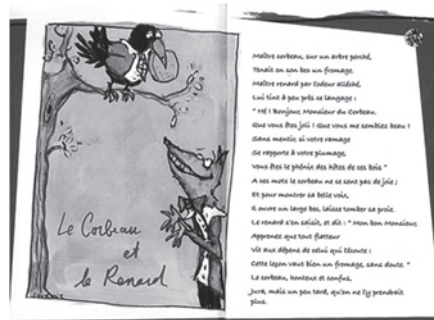 Le Corbeau
et
le Renard
Maître corbeau, sur un arbre perché,
Tenait en son bec un fromage.
Maître renard par l'odeur alléché,
Lui tint à peu près ce langage :
" Hé ! Bonjour, Monsieur du Corbeau.
Que vous êtes joli ! Que vous me semblez beau !
Sans mentir, si votre ramage
Se rapporte à votre plumage,
Vous êtes le phénix des hôtes de ces bois "
A ces mots le corbeau ne se sent pas de joie ;
Et pour montrer sa belle voix,
Il ouvre un large bec, laisse tomber sa proie.
Le renard s'en saisit, et dit : " Mon bon Monsieur,
Apprenez que tout flatteur
Vit aux dépens de celui qui l'écoute :
Cette leçon vaut bien un fromage, sans doute. "
Le corbeau, honteux et confus,
Jura, mais un peu tard, qu'on ne l'y prendrait
plus.